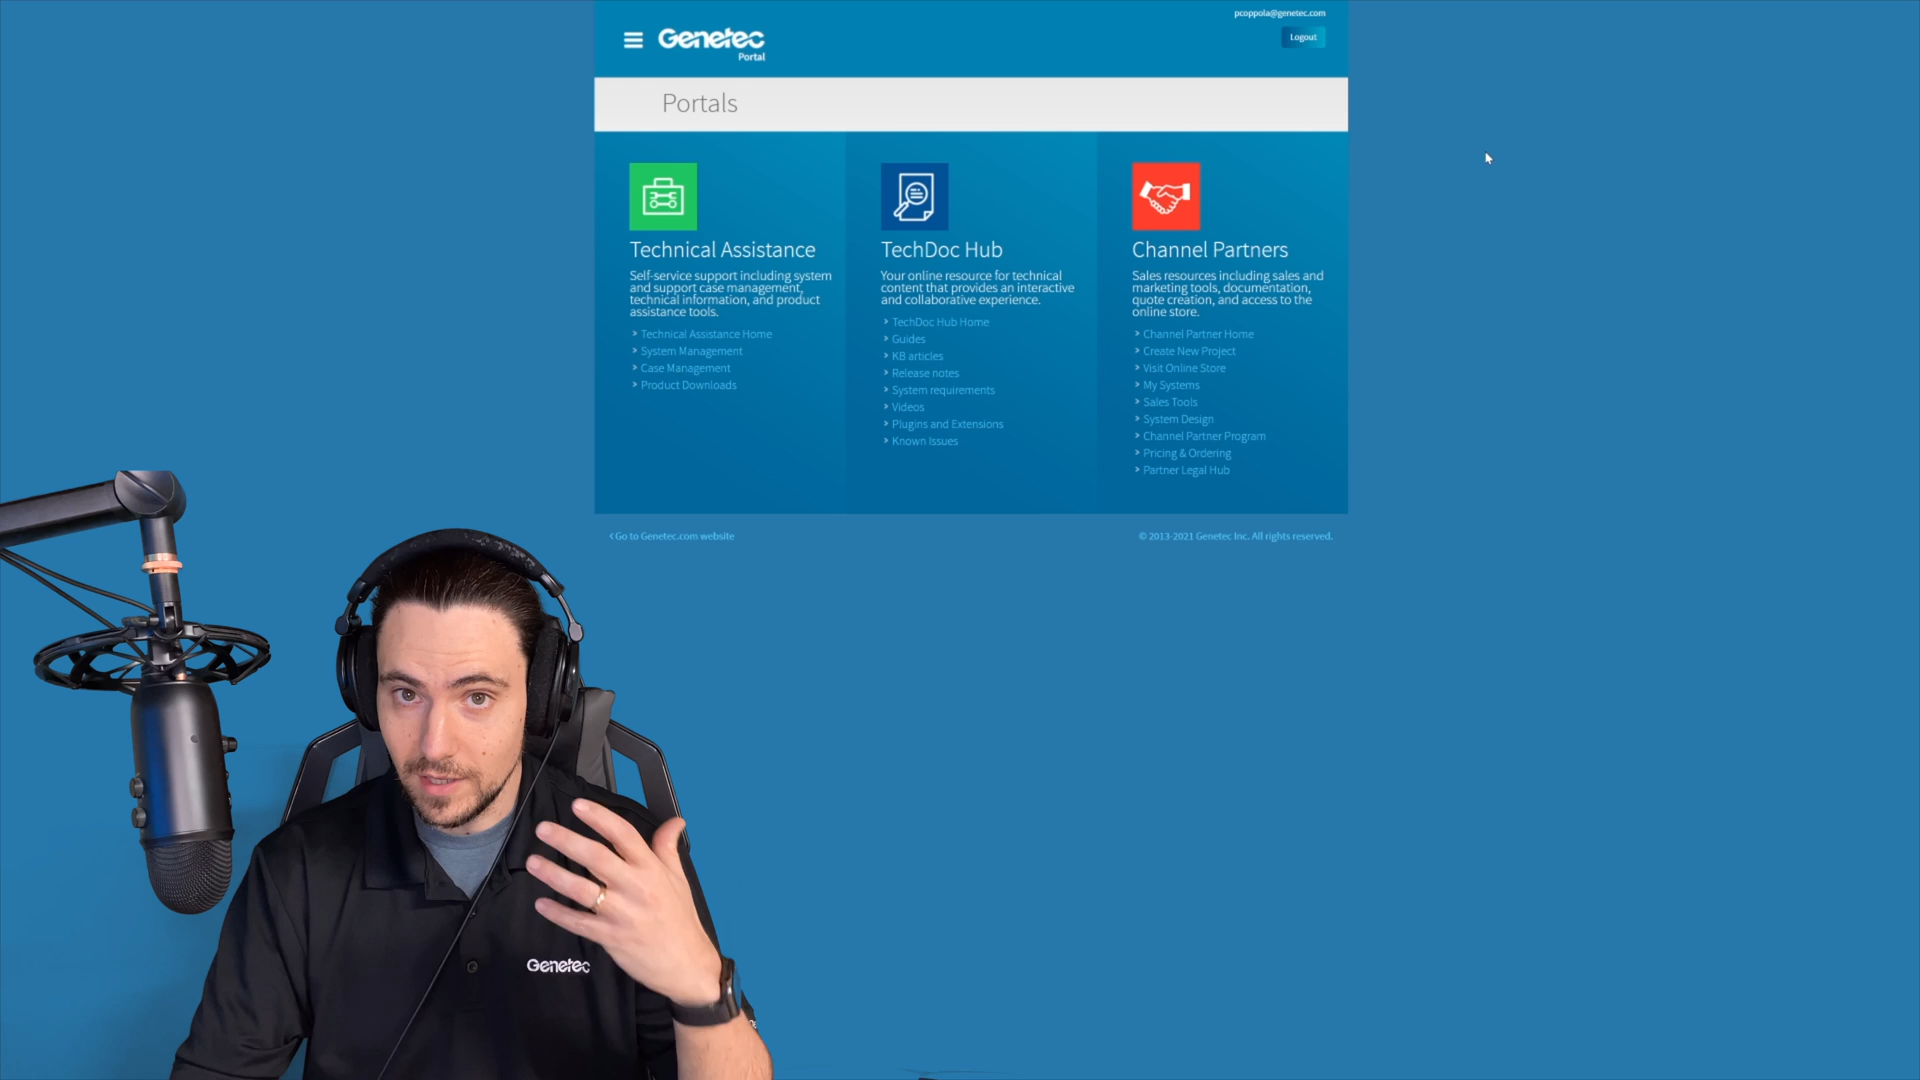 pcoppola@genetec.com
Genetec
Portal
Logout
Portals
Technical Assistance
Self-service support including system
and support case management,
technical information, and product
assistance tools.
Technical Assistance Home
System Management
Case Management
Product Downloads
TechDoc Hub
Your online resource for technical
content that provides an interactive
and collaborative experience.
TechDoc Hub Home
Guides
KB articles
Release notes
System requirements
Videos
Plugins and Extensions
Known Issues
Channel Partners
Sales resources including sales and
marketing tools, documentation,
quote creation, and access to the
online store.
Channel Partner Home
Create New Project
Visit Online Store
My Systems
Sales Tools
System Design
Channel Partner Program
Pricing & Ordering
Partner Legal Hub
Go to Genetec.com website
© 2013-2021 Genetec Inc. All rights reserved.
Genetec